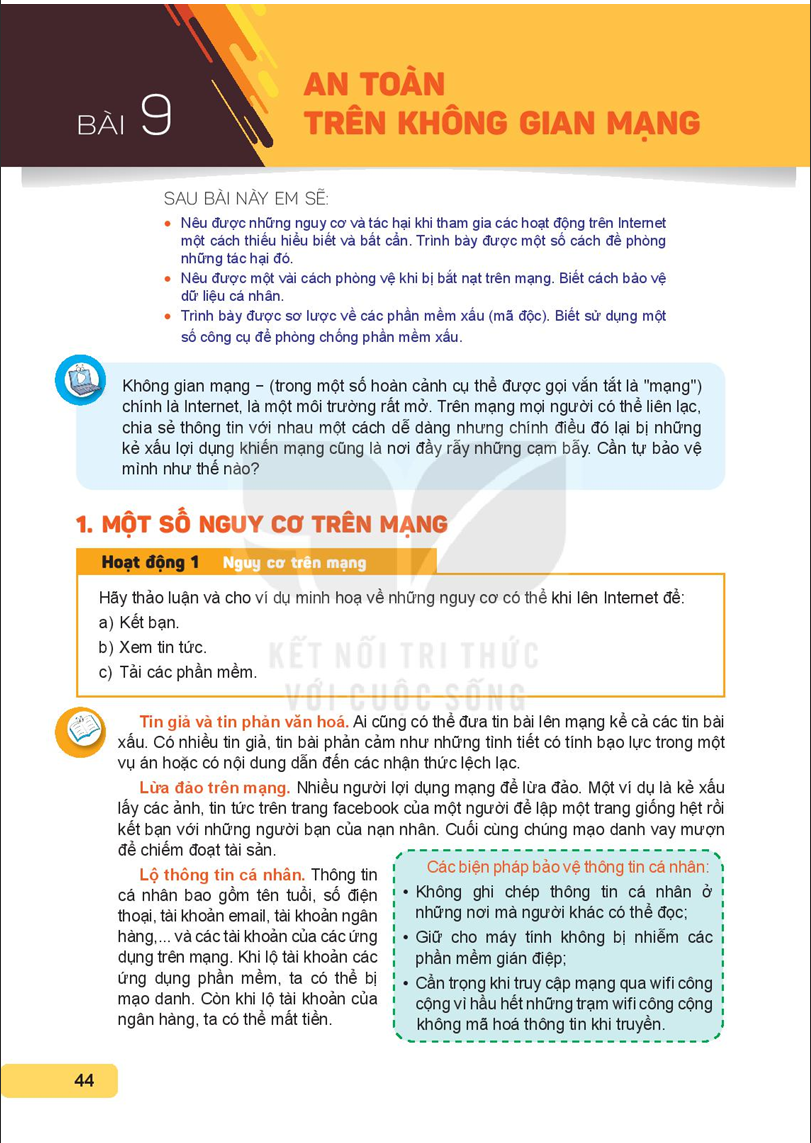 BÀI 9
AN TOÀN
TRÊN KHÔNG GIAN MẠNG
SAU BÀI NÀY EM SẼ:
• Nêu được những nguy cơ và tác hại khi tham gia các hoạt động trên Internet
một cách thiếu hiểu biết và bất cẩn. Trình bày được một số cách đề phòng
những tác hại đó.
• Nêu được một vài cách phòng vệ khi bị bắt nạt trên mạng. Biết cách bảo vệ
dữ liệu cá nhân.
• Trình bày được sơ lược về các phần mềm xấu (mã độc). Biết sử dụng một
số công cụ để phòng chống phần mềm xấu.
Không gian mạng – (trong một số hoàn cảnh cụ thể được gọi vắn tắt là "mạng")
chính là Internet, là một môi trường rất mở. Trên mạng mọi người có thể liên lạc,
chia sẻ thông tin với nhau một cách dễ dàng nhưng chính điều đó lại bị những
kẻ xấu lợi dụng khiến mạng cũng là nơi đầy rẫy những cạm bẫy. Cần tự bảo vệ
mình như thế nào?
1. MỘT SỐ NGUY CƠ TRÊN MẠNG
Hoạt động 1 Nguy cơ trên mạng
Hãy thảo luận và cho ví dụ minh hoạ về những nguy cơ có thể khi lên Internet để:
a) Kết bạn.
b) Xem tin tức.
c) Tải các phần mềm.
KẾT NỐI TRI THỨC
VỚI CUỘC SỐNG
Tin giả và tin phản văn hoá. Ai cũng có thể đưa tin bài lên mạng kể cả các tin bài
xấu. Có nhiều tin giả, tin bài phản cảm như những tình tiết có tính bạo lực trong một
vụ án hoặc có nội dung dẫn đến các nhận thức lệch lạc.
Lừa đảo trên mạng. Nhiều người lợi dụng mạng để lừa đảo. Một ví dụ là kẻ xấu
lấy các ảnh, tin tức trên trang facebook của một người để lập một trang giống hệt rồi
kết bạn với những người bạn của nạn nhân. Cuối cùng chúng mạo danh vay mượn
để chiếm đoạt tài sản.
Lộ thông tin cá nhân. Thông tin
cá nhân bao gồm tên tuổi, số điện
thoại, tài khoản email, tài khoản ngân
hàng,... và các tài khoản của các ứng
dụng trên mạng. Khi lộ tài khoản các
ứng dụng phần mềm, ta có thể bị
mạo danh. Còn khi lộ tài khoản của
ngân hàng, ta có thể mất tiền.
Các biện pháp bảo vệ thông tin cá nhân:
• Không ghi chép thông tin cá nhân ở
những nơi mà người khác có thể đọc;
• Giữ cho máy tính không bị nhiễm các
phần mềm gián điệp;
• Cẩn trọng khi truy cập mạng qua wifi công
cộng vì hầu hết những trạm wifi công cộng
không mã hoá thông tin khi truyền.
44